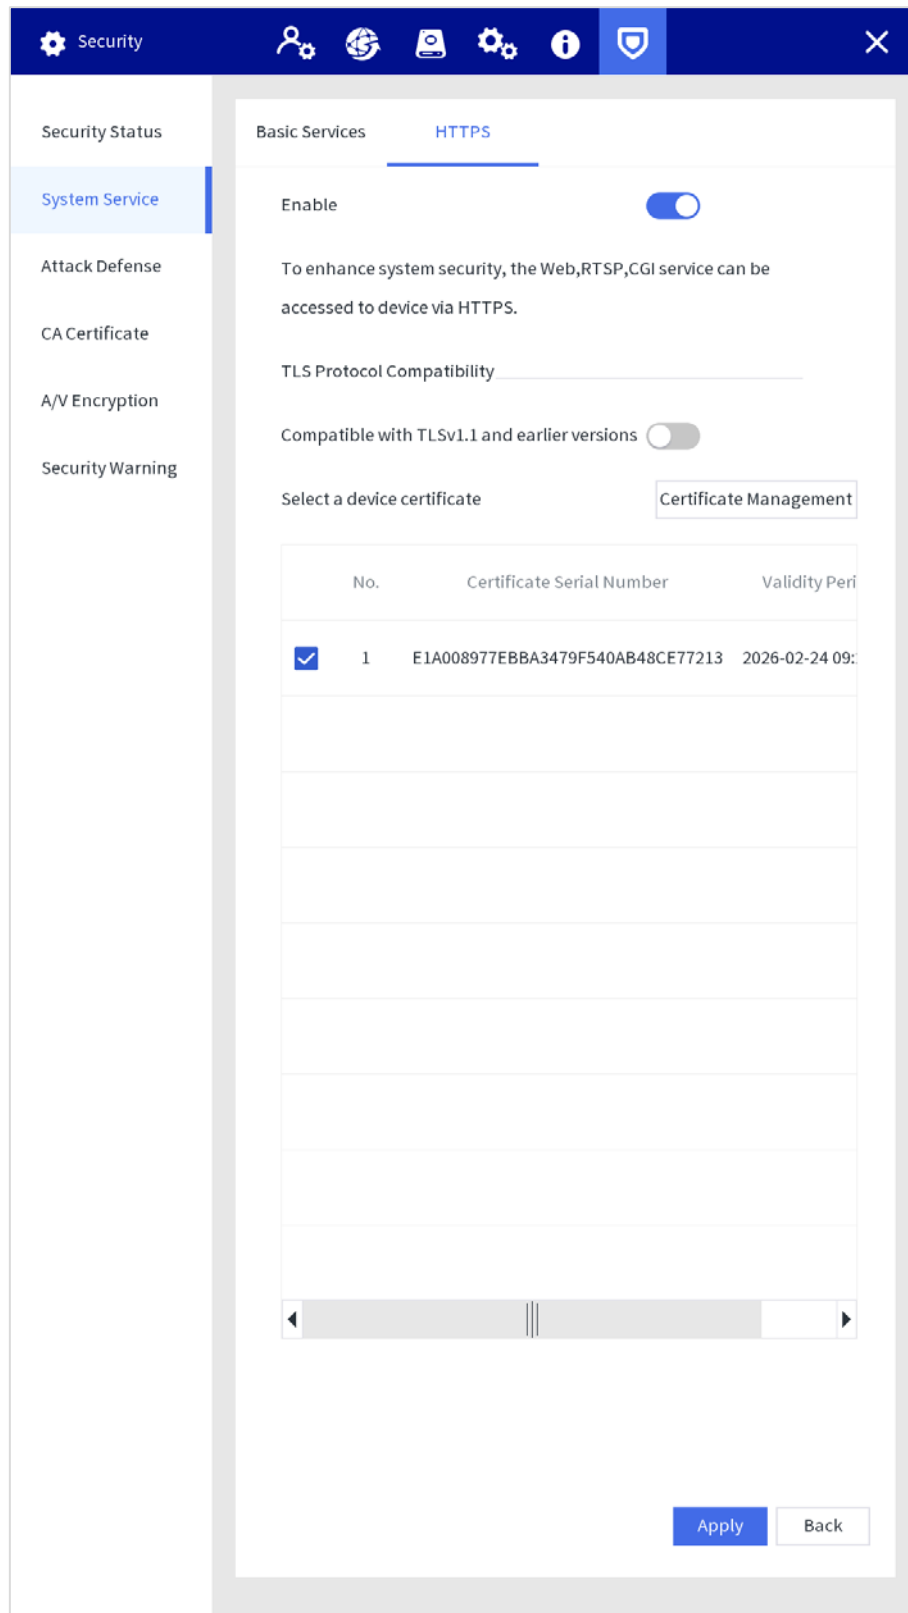 Security
Security Status
System Service
Attack Defense
CA Certificate
A/V Encryption
Security Warning
Basic Services HTTPS
Enable
To enhance system security, the Web,RTSP,CGI service can be
accessed to device via HTTPS.
TLS Protocol Compatibility
Compatible with TLSv1.1 and earlier versions
Select a device certificate Certificate Management
No. Certificate Serial Number Validity Peri
1 E1A008977EBBA3479F540AB48CE77213 2026-02-24 09:
Apply Back